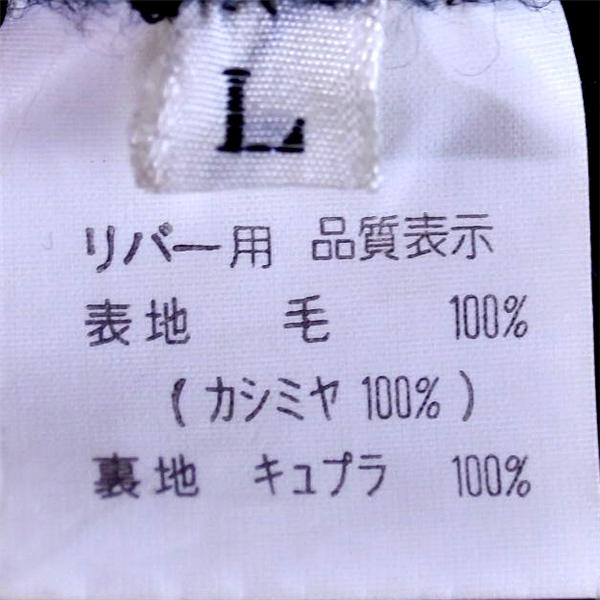 L
リバー用 品質表示
表地 毛 100%
(カシミヤ 100%)
裏地 キュプラ 100%